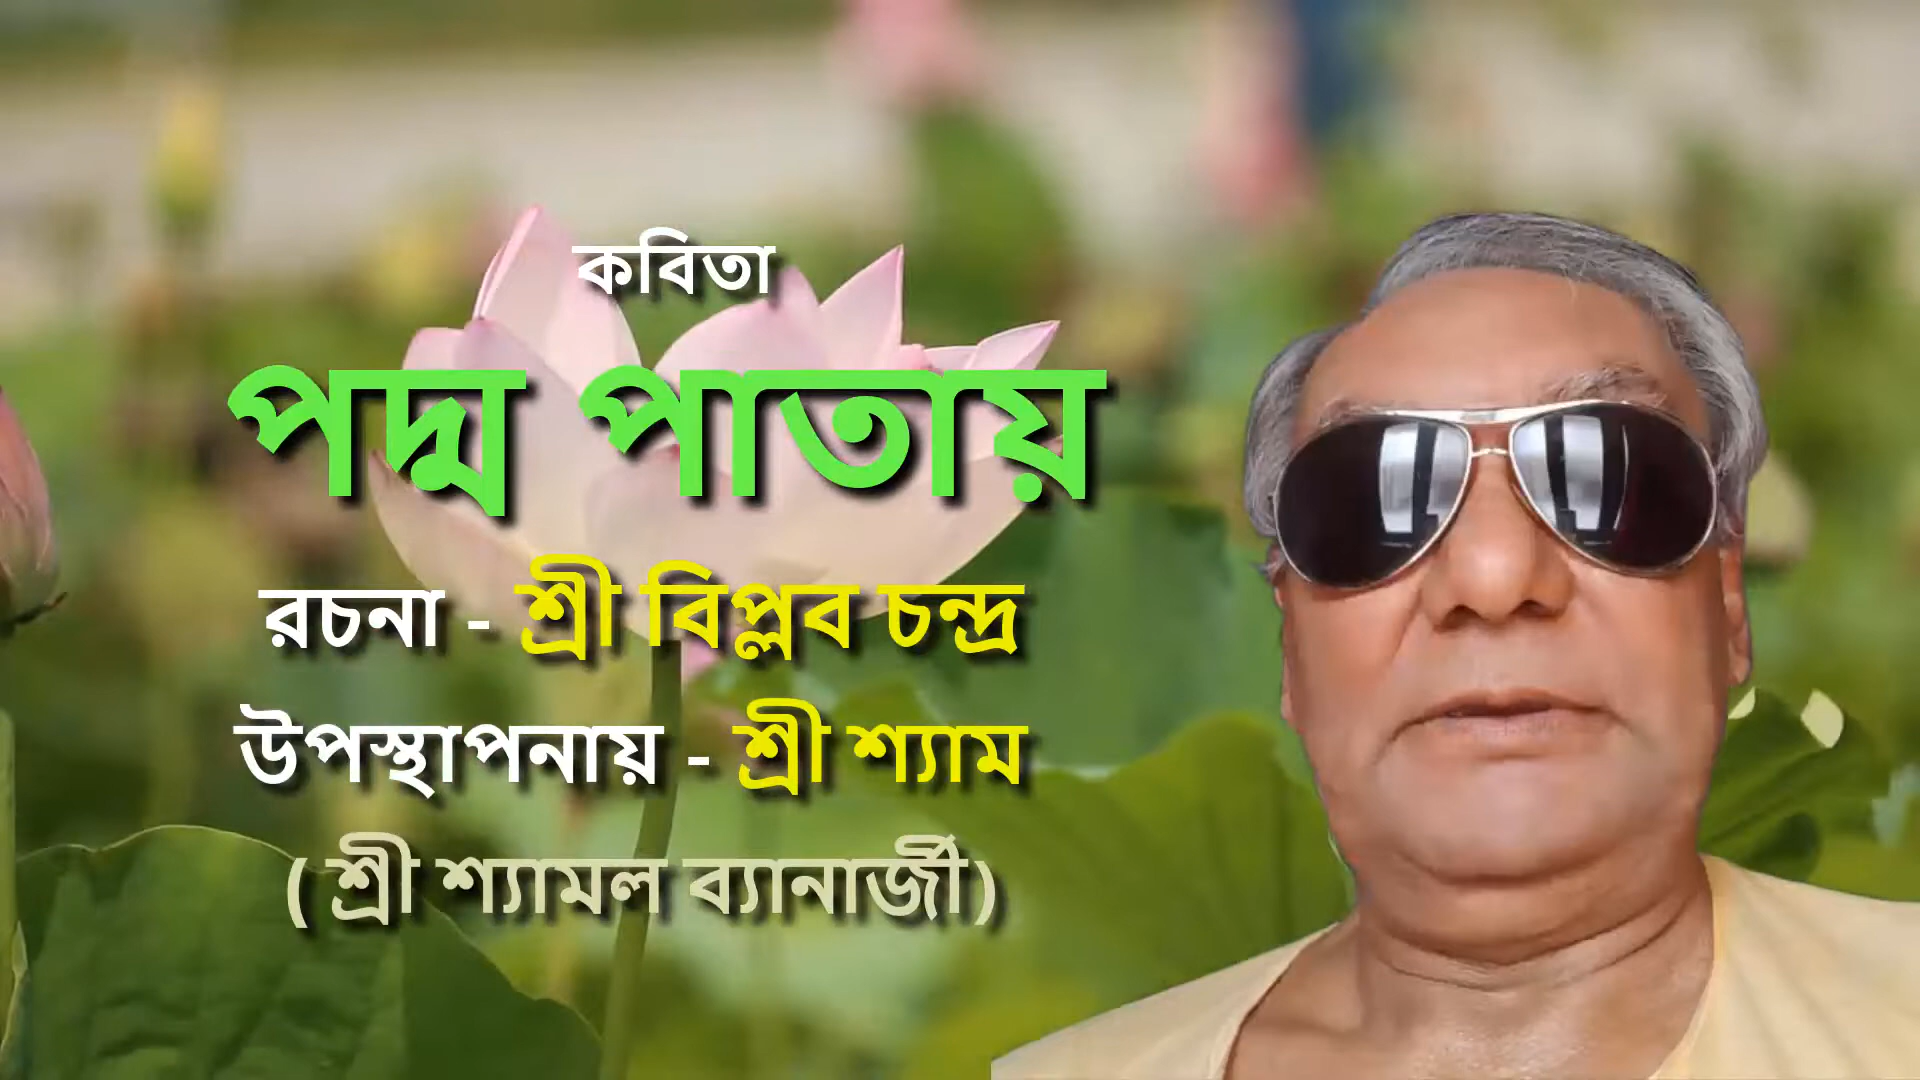 কবিতা
পদ্ম পাতায়
রচনা - শ্রী বিপ্লব চন্দ্র
উপস্থাপনায় - শ্রী শ্যাম
( শ্রী শ্যামল ব্যানার্জী)